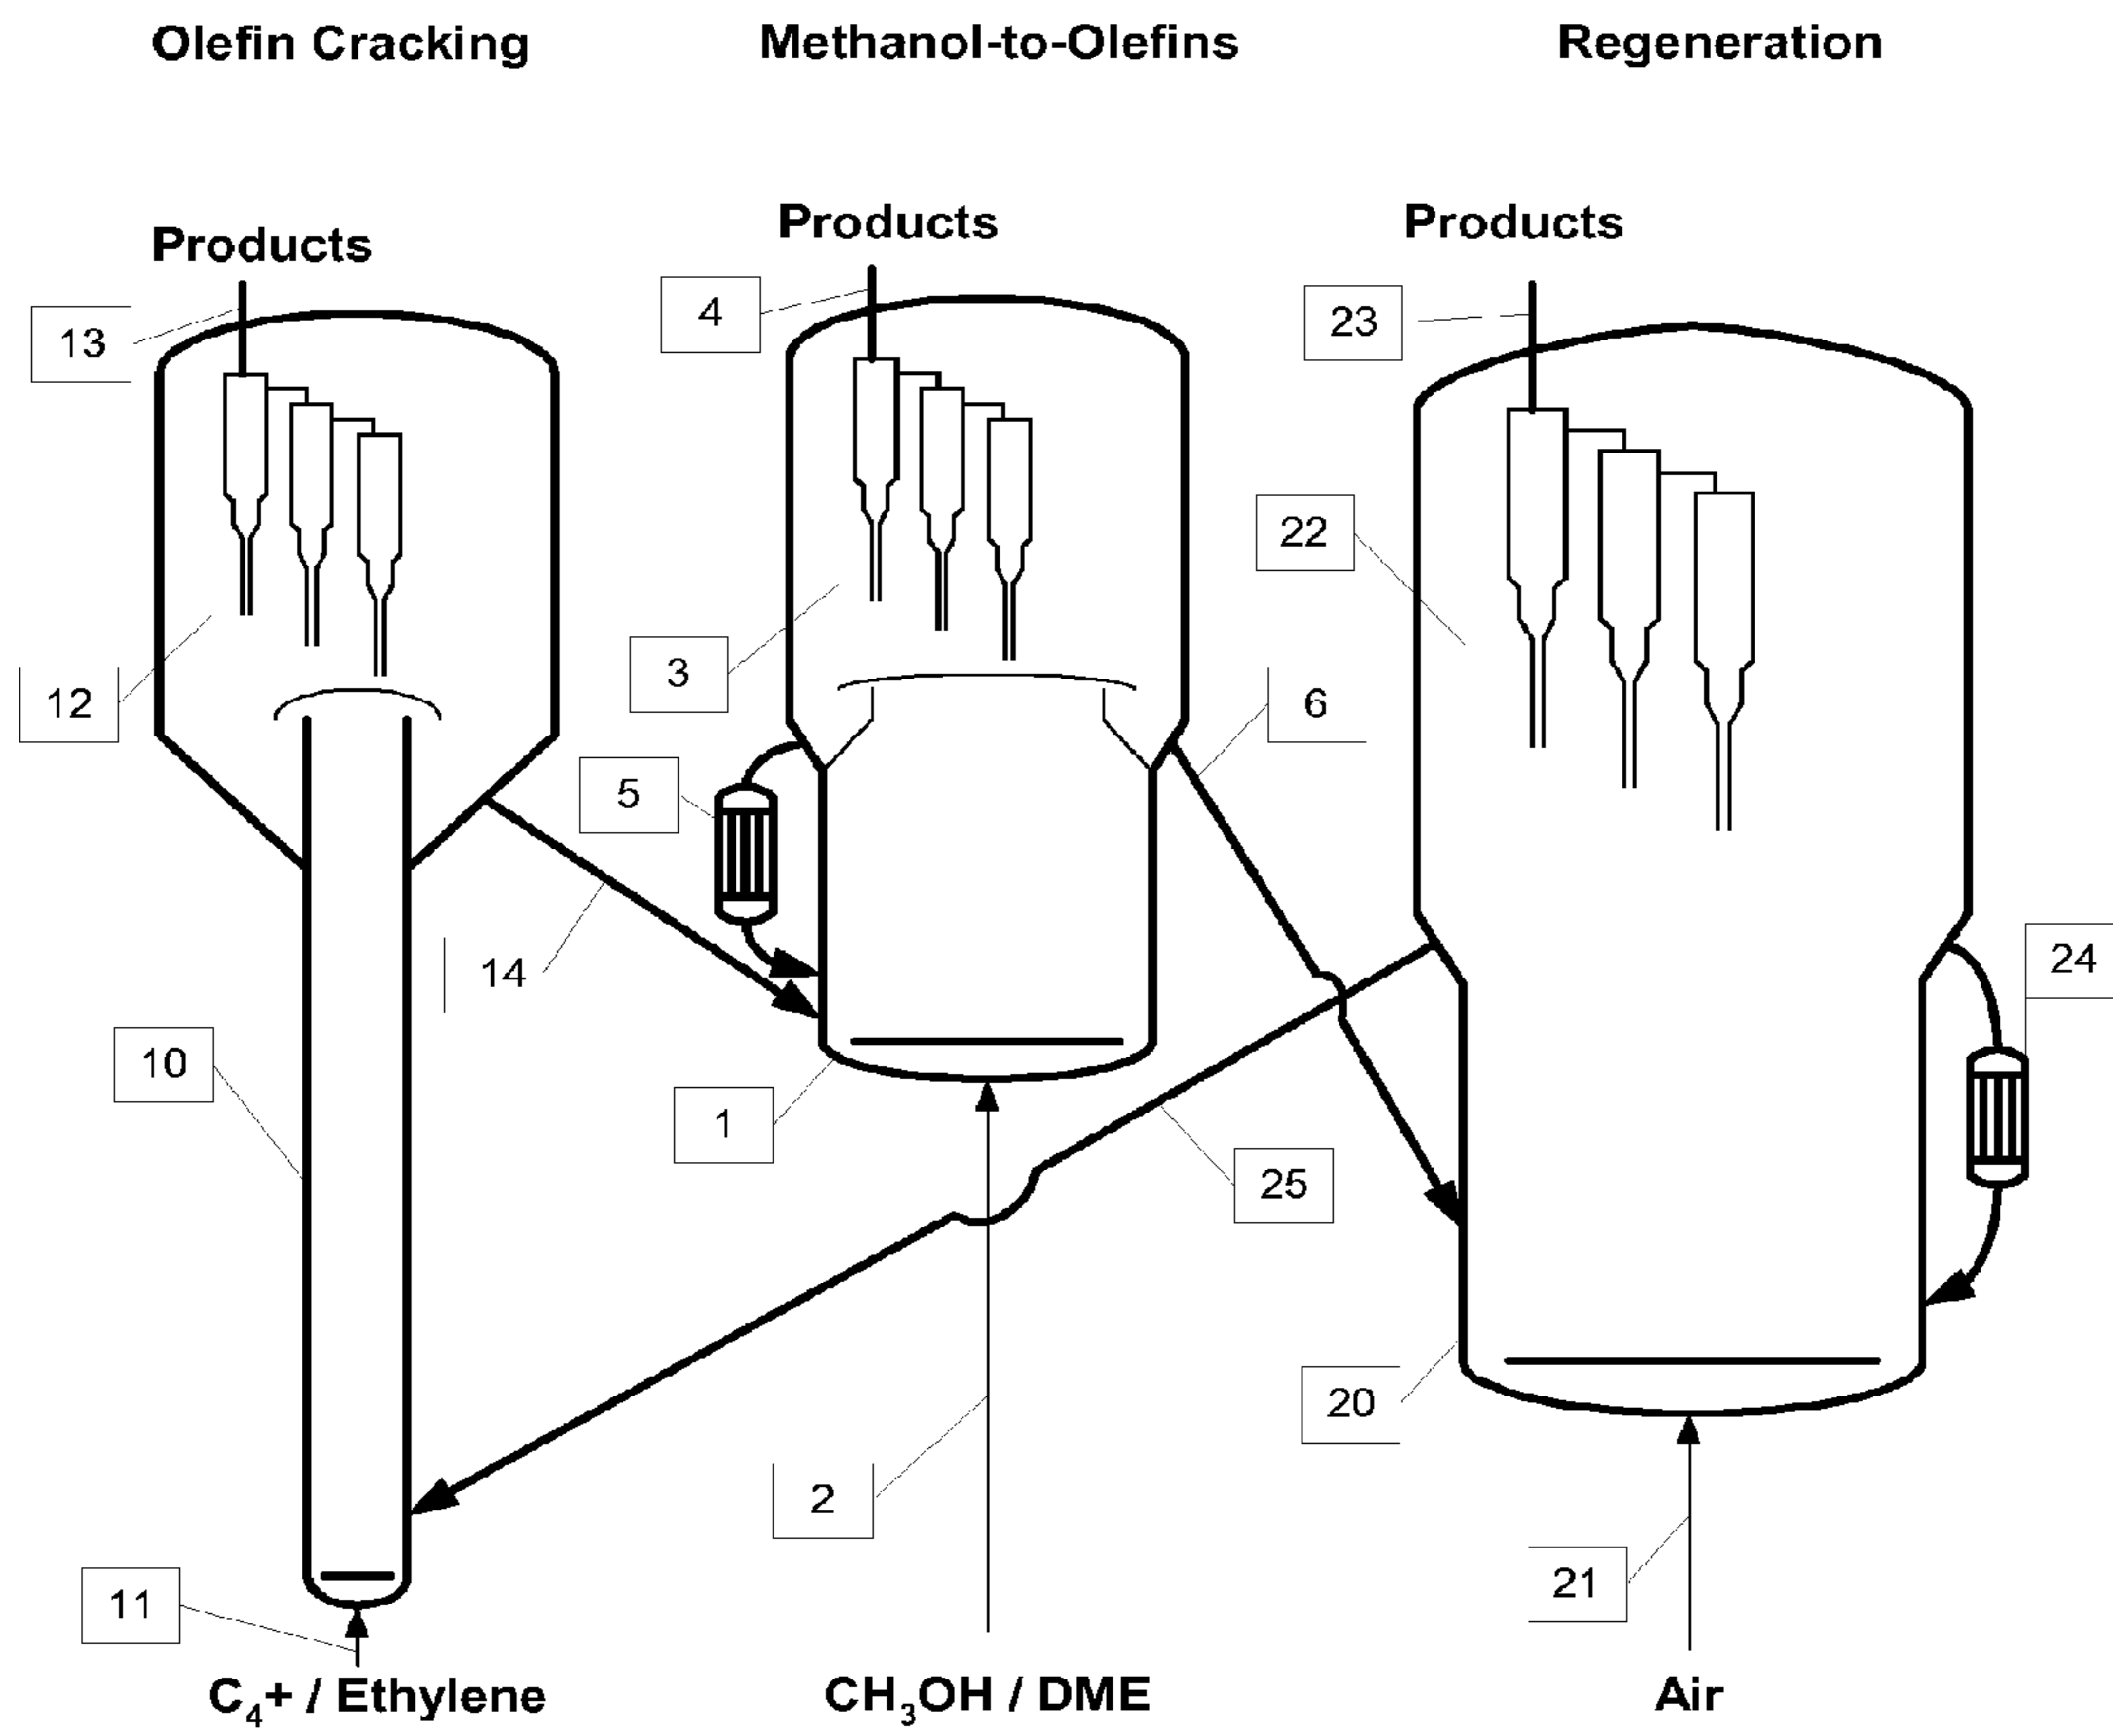 Olefin Cracking
Methanol-to-Olefins
Regeneration
Products
Products
Products
13
4
23
22
12
3
6
5
14
24
10
1
25
20
2
21
11
C4+ / Ethylene
CH3OH / DME
Air